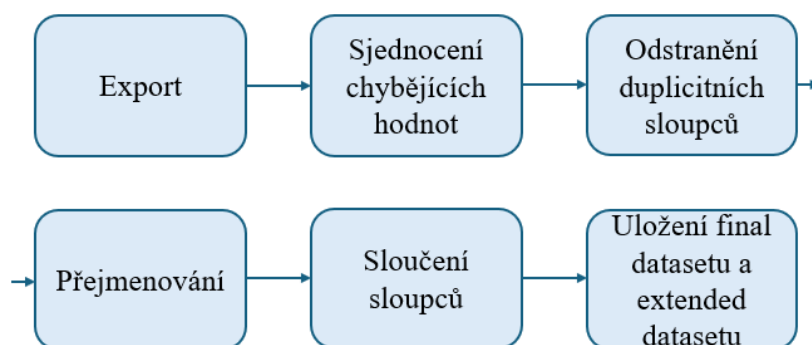 Export
Sjednocení
chybějících
hodnot
Odstranění
duplicitních
sloupců
Přejmenování
Sloučení
sloupců
Uložení final
datasetu a
extended
datasetu